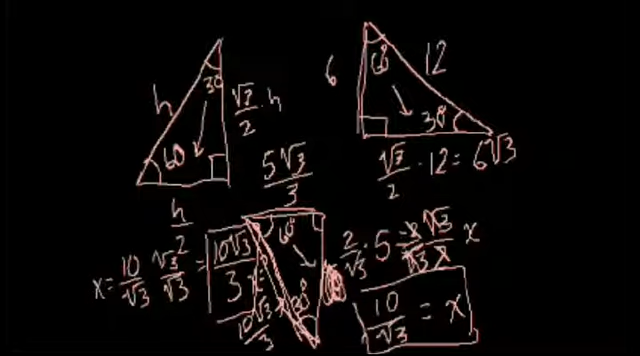 h
30
√3/2 · h
60
h/2
6
60
12
30
√3/2 · 12 = 6√3
5√3/3
60
30
x = 10/√3 √3/√3 = 10√3/3
10√3/3
2/√3 · 5 = √3/√3 x
10/√3 = x